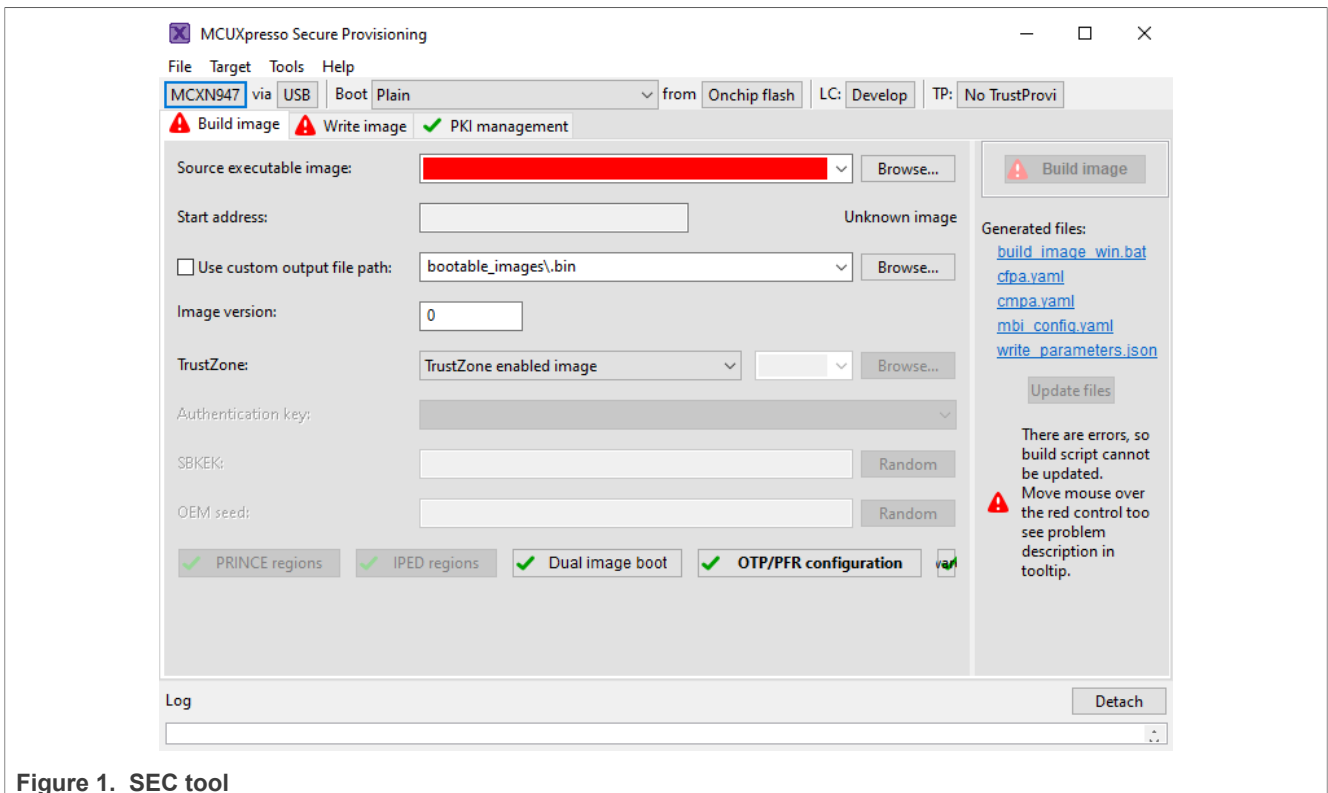 MCUXpresso Secure Provisioning
File Target Tools Help
MCXN947 via USB Boot Plain from Onchip flash LC: Develop TP: No TrustProvi
Build image Write image PKI management
Source executable image: Browse... Build image
Start address: Unknown image
Generated files:
build_image_win.bat
Use custom output file path: bootable_images\.bin Browse...
cfpa.yaml
cmpa.yaml
Image version: 0
mbi_config.yaml
write_parameters.json
TrustZone: TrustZone enabled image Browse...
Update files
Authentication key:
There are errors, so
build script cannot
be updated.
Move mouse over
the red control too
see problem
description in
tooltip.
SBKEK: Random
OEM seed: Random
PRINCE regions IPED regions Dual image boot OTP/PFR configuration
Log Detach
Figure 1. SEC tool